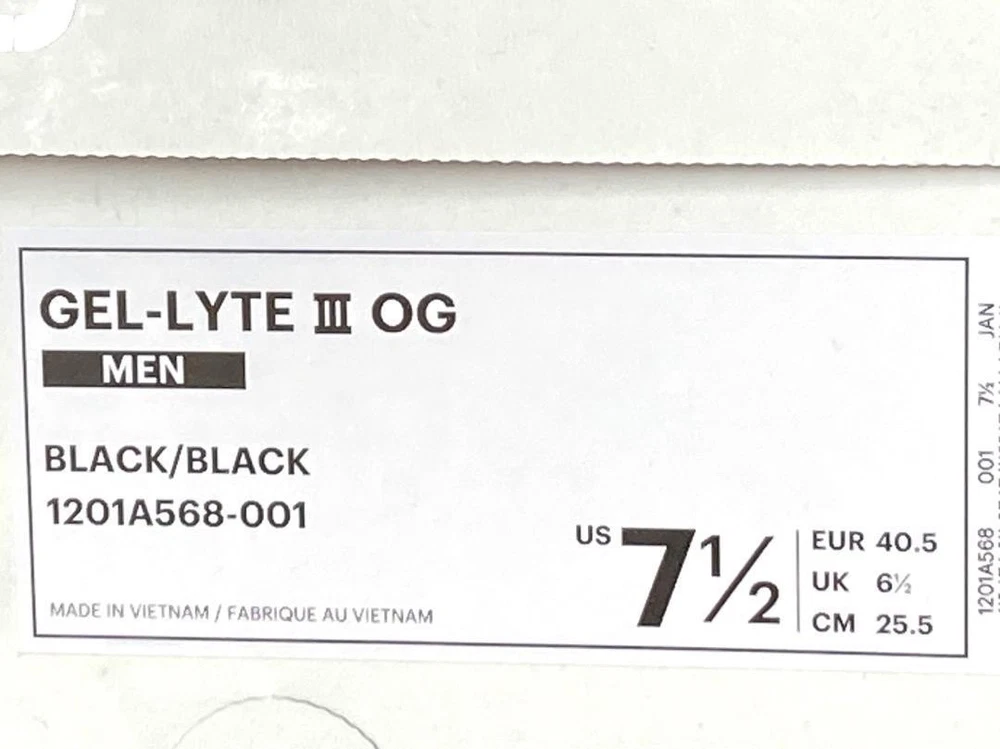 GEL-LYTE III OG
MEN
BLACK/BLACK
1201A568-001
MADE IN VIETNAM / FABRIQUE AU VIETNAM
US 7½
EUR 40.5
UK 6½
CM 25.5
1201A568 001 7½ JAN